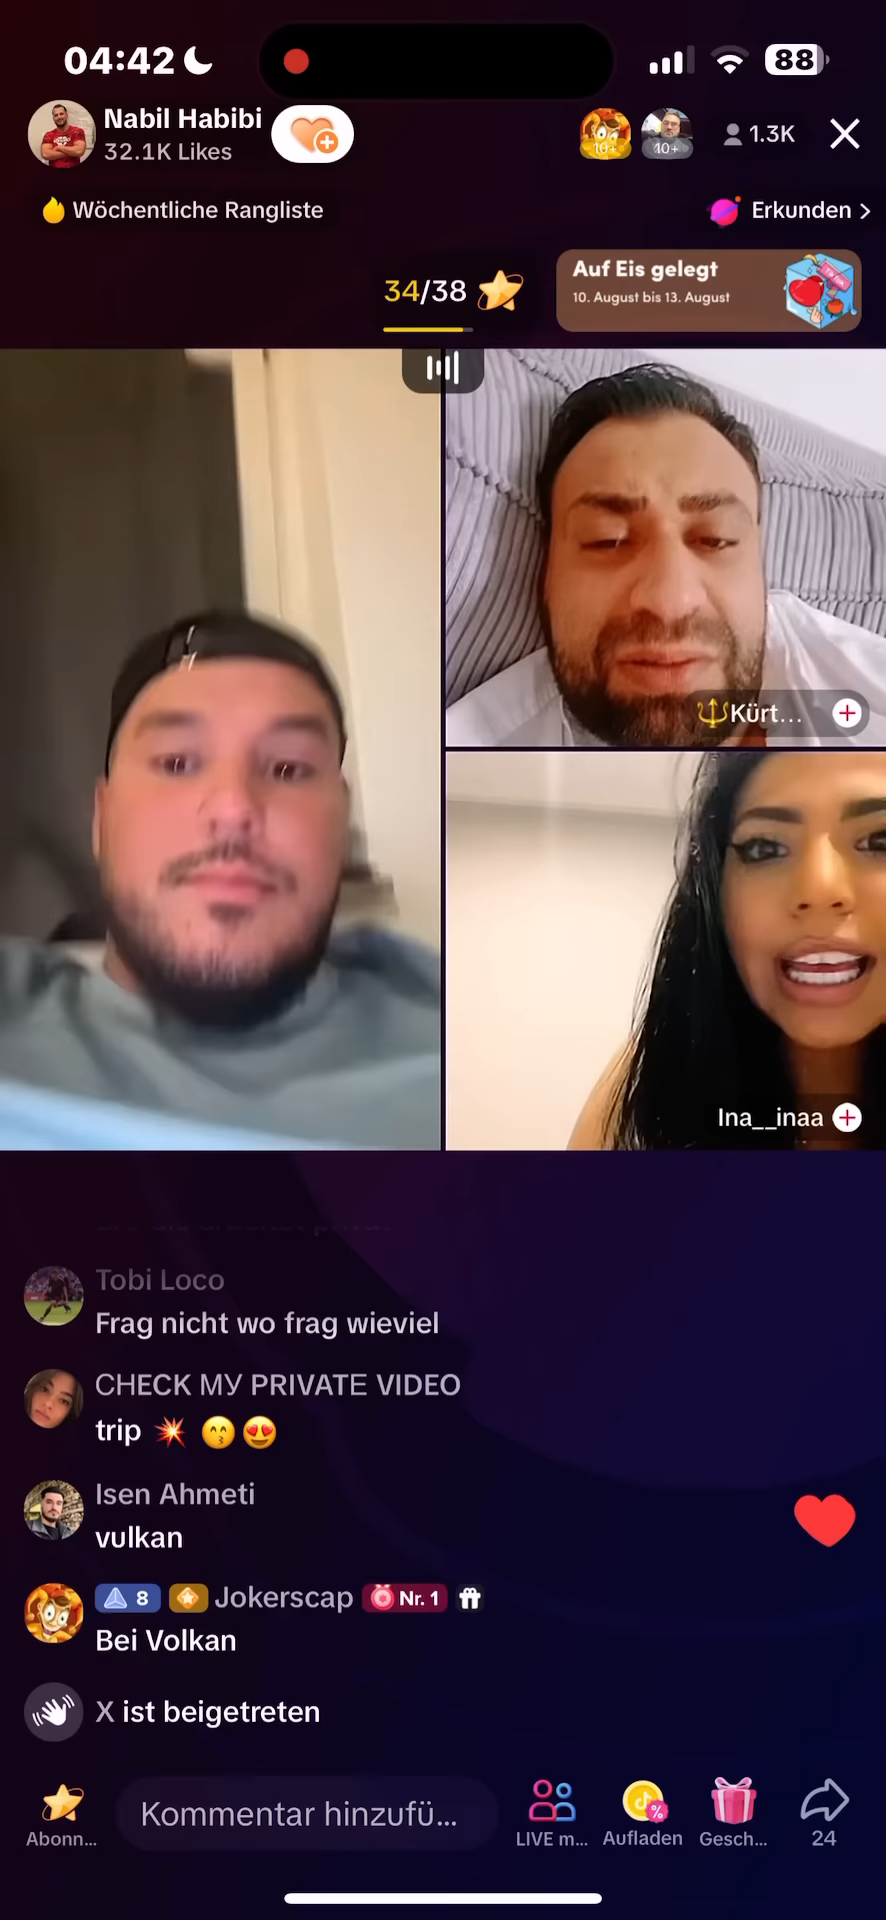 04:42
88
Nabil Habibi
32.1K Likes
10+
40+
1.3K
Wöchentliche Rangliste
Erkunden >
34/38
Auf Eis gelegt
10. August bis 13. August
Kürt...
Ina__inaa
Tobi Loco
Frag nicht wo frag wieviel
CHECK MУ PRIVATE VIDEO
trip 💥 😙😍
Isen Ahmeti
vulkan
8 Jokerscap Nr. 1
Bei Volkan
X ist beigetreten
Abonn...
Kommentar hinzufü...
LIVE m...
Aufladen
Gesch...
24